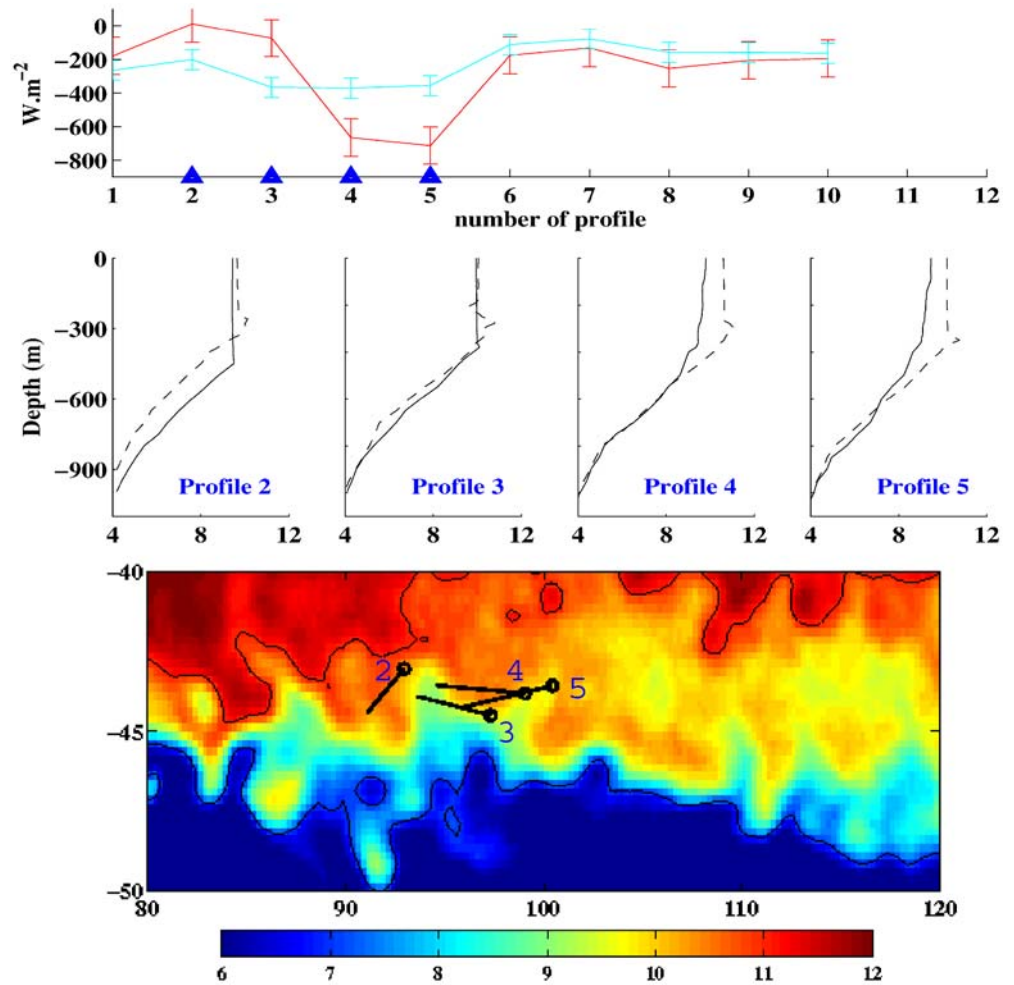 0
−200
−400
−600
−800
W.m⁻²
1 2 3 4 5 6 7 8 9 10 11 12
number of profile
0
−300
−600
−900
Depth (m)
Profile 2 Profile 3 Profile 4 Profile 5
4 8 12 4 8 12 4 8 12 4 8 12
−40
−45
−50
2 4 5
3
80 90 100 110 120
6 7 8 9 10 11 12